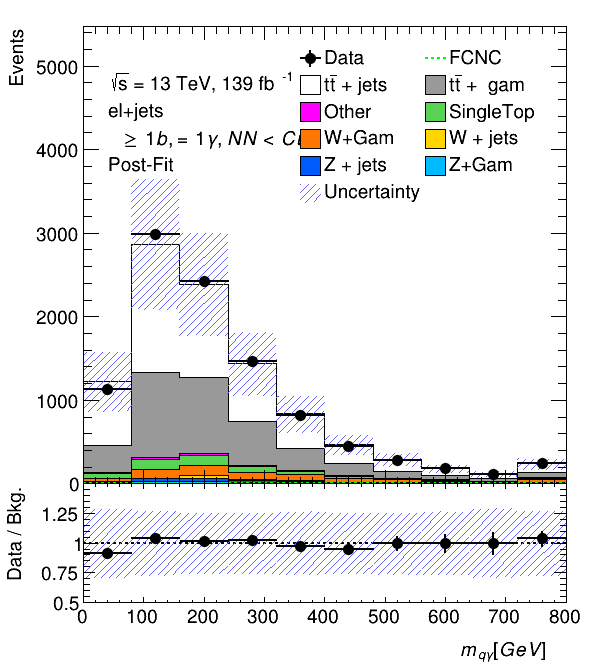 Events
5000
4000
3000
2000
1000
0
√s = 13 TeV, 139 fb -1
el+jets
≥ 1b, = 1γ, NN < 
Post-Fit
Data
FCNC
tt̄ + jets
tt̄ + gam
Other
SingleTop
W+Gam
W + jets
Z + jets
Z+Gam
Uncertainty
Data / Bkg.
1.25
1
0.75
0.5
0 100 200 300 400 500 600 700 800
mqγ[GeV]